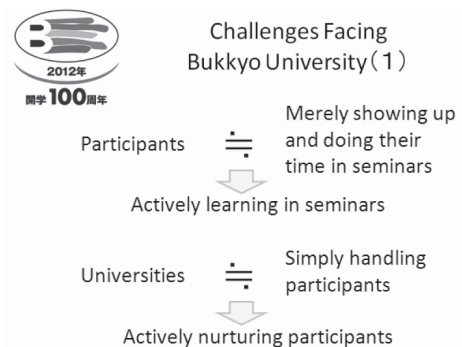 2012年
開学100周年
Challenges Facing
Bukkyo University（1）
Participants ≒ Merely showing up
and doing their
time in seminars
Actively learning in seminars
Universities ≒ Simply handling
participants
Actively nurturing participants